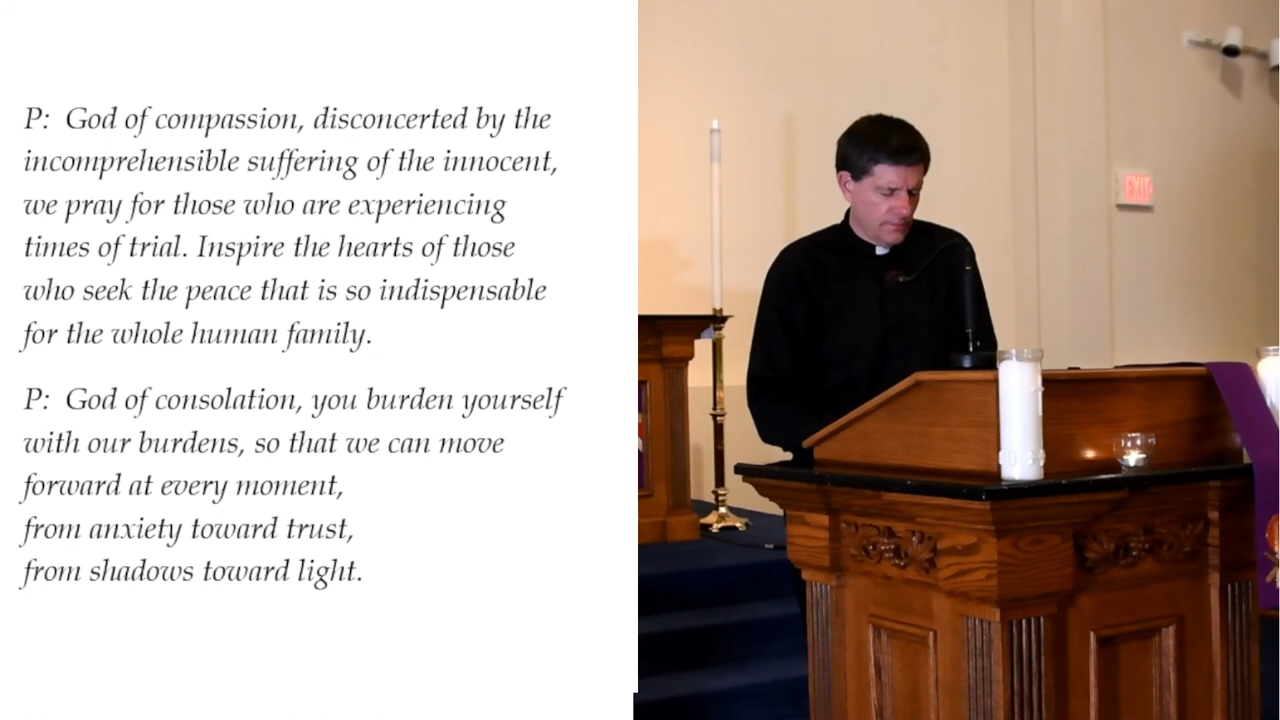 P: God of compassion, disconcerted by the
incomprehensible suffering of the innocent,
we pray for those who are experiencing
times of trial. Inspire the hearts of those
who seek the peace that is so indispensable
for the whole human family.
P: God of consolation, you burden yourself
with our burdens, so that we can move
forward at every moment,
from anxiety toward trust,
from shadows toward light.
EXIT